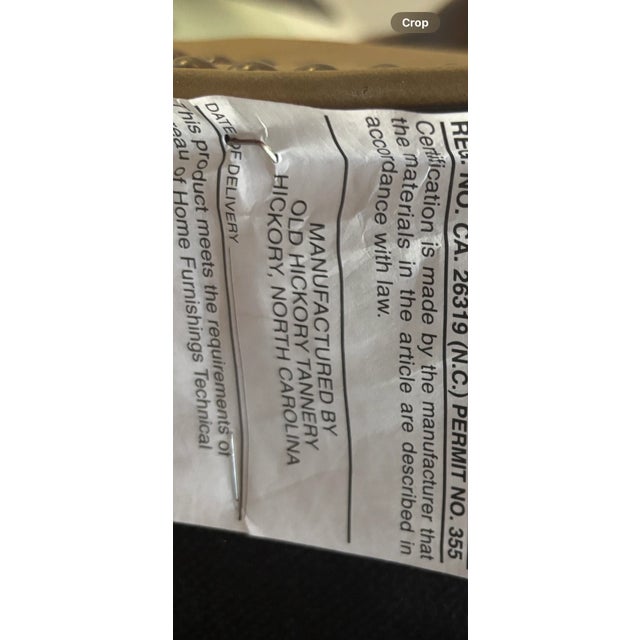 Crop
REG. NO. CA. 26319 (N.C.) PERMIT NO. 355
Certification is made by the manufacturer that
the materials in the article are described in
accordance with law.
MANUFACTURED BY
OLD HICKORY TANNERY
HICKORY, NORTH CAROLINA
DATE OF DELIVERY
This product meets the requirements of
Bureau of Home Furnishings Technical